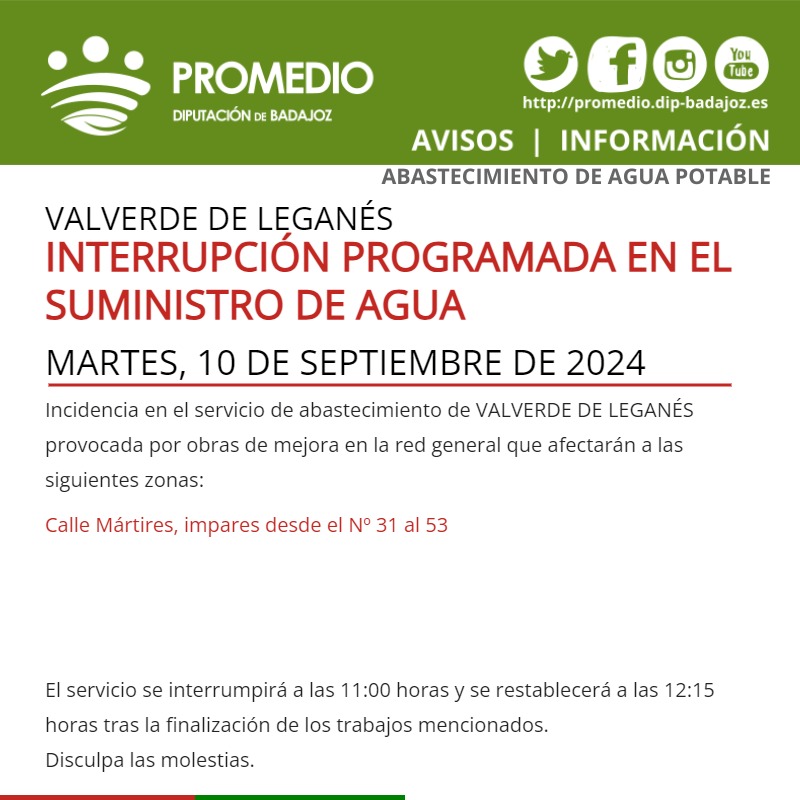 PROMEDIO
DIPUTACIÓN DE BADAJOZ
You
Tube
http://promedio.dip-badajoz.es
AVISOS | INFORMACIÓN
ABASTECIMIENTO DE AGUA POTABLE
VALVERDE DE LEGANÉS
INTERRUPCIÓN PROGRAMADA EN EL
SUMINISTRO DE AGUA
MARTES, 10 DE SEPTIEMBRE DE 2024
Incidencia en el servicio de abastecimiento de VALVERDE DE LEGANÉS
provocada por obras de mejora en la red general que afectarán a las
siguientes zonas:
Calle Mártires, impares desde el Nº 31 al 53
El servicio se interrumpirá a las 11:00 horas y se restablecerá a las 12:15
horas tras la finalización de los trabajos mencionados.
Disculpa las molestias.